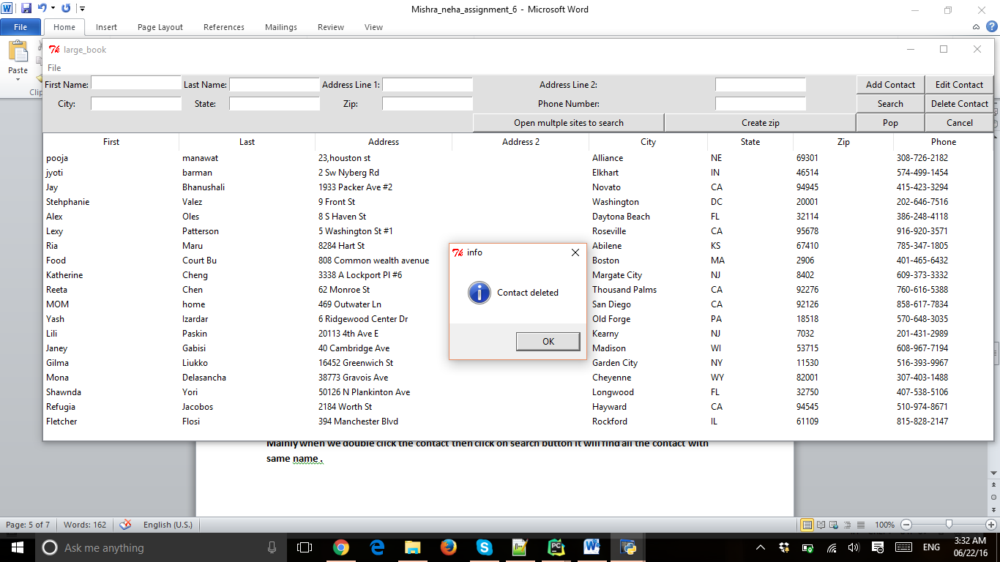 Mishra_neha_assignment_6 - Microsoft Word
File Home Insert Page Layout References Mailings Review View
Paste
large_book
File
First Name: Last Name: Address Line 1: Address Line 2: Add Contact Edit Contact
City: State: Zip: Phone Number: Search Delete Contact
Open multple sites to search Create zip Pop Cancel
First Last Address Address 2 City State Zip Phone
pooja manawat 23,houston st Alliance NE 69301 308-726-2182
jyoti barman 2 Sw Nyberg Rd Elkhart IN 46514 574-499-1454
Jay Bhanushali 1933 Packer Ave #2 Novato CA 94945 415-423-3294
Stehphanie Valez 9 Front St Washington DC 20001 202-646-7516
Alex Oles 8 S Haven St Daytona Beach FL 32114 386-248-4118
Lexy Patterson 5 Washington St #1 Roseville CA 95678 916-920-3571
Ria Maru 8284 Hart St Abilene KS 67410 785-347-1805
info
Food Court Bu 808 Common wealth avenue Boston MA 2906 401-465-6432
Katherine Cheng 3338 A Lockport Pl #6 Margate City NJ 8402 609-373-3332
Reeta Chen 62 Monroe St Thousand Palms CA 92276 760-616-5388
Contact deleted
MOM home 469 Outwater Ln San Diego CA 92126 858-617-7834
Yash Izardar 6 Ridgewood Center Dr Old Forge PA 18518 570-648-3035
Lili Paskin 20113 4th Ave E Kearny NJ 7032 201-431-2989
OK
Janey Gabisi 40 Cambridge Ave Madison WI 53715 608-967-7194
Gilma Liukko 16452 Greenwich St Garden City NY 11530 516-393-9967
Mona Delasancha 38773 Gravois Ave Cheyenne WY 82001 307-403-1488
Shawnda Yori 50126 N Plankinton Ave Longwood FL 32750 407-538-5106
Refugia Jacobos 2184 Worth St Hayward CA 94545 510-974-8671
Fletcher Flosi 394 Manchester Blvd Rockford IL 61109 815-828-2147
Mainly when we double click the contact then click on search button it will find all the contact with
same name .
Page: 5 of 7 Words: 162 English (U.S.) 100%
Ask me anything ENG 3:32 AM
06/22/16